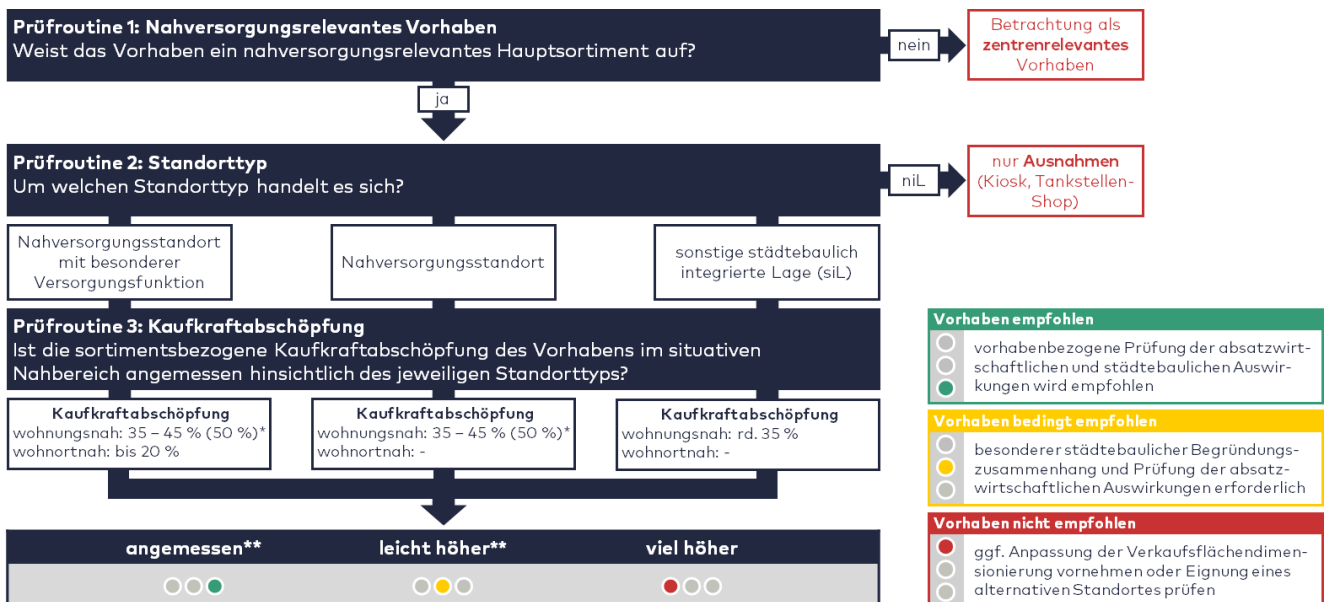 Prüfroutine 1: Nahversorgungsrelevantes Vorhaben
Weist das Vorhaben ein nahversorgungsrelevantes Hauptsortiment auf?
nein
Betrachtung als
zentrenrelevantes
Vorhaben
ja
Prüfroutine 2: Standorttyp
Um welchen Standorttyp handelt es sich?
niL
nur Ausnahmen
(Kiosk, Tankstellen-
Shop)
Nahversorgungsstandort
mit besonderer
Versorgungsfunktion
Nahversorgungsstandort
sonstige städtebaulich
integrierte Lage (siL)
Prüfroutine 3: Kaufkraftabschöpfung
Ist die sortimentsbezogene Kaufkraftabschöpfung des Vorhabens im situativen
Nahbereich angemessen hinsichtlich des jeweiligen Standorttyps?
Kaufkraftabschöpfung
wohnungsnah: 35 – 45 % (50 %)*
wohnortnah: bis 20 %
Kaufkraftabschöpfung
wohnungsnah: 35 – 45 % (50 %)*
wohnortnah: -
Kaufkraftabschöpfung
wohnungsnah: rd. 35 %
wohnortnah: -
angemessen**
leicht höher**
viel höher
Vorhaben empfohlen
vorhabenbezogene Prüfung der absatzwirt-
schaftlichen und städtebaulichen Auswir-
kungen wird empfohlen
Vorhaben bedingt empfohlen
besonderer städtebaulicher Begründungs-
zusammenhang und Prüfung der absatz-
wirtschaftlichen Auswirkungen erforderlich
Vorhaben nicht empfohlen
ggf. Anpassung der Verkaufsflächendimen-
sionierung vornehmen oder Eignung eines
alternativen Standortes prüfen